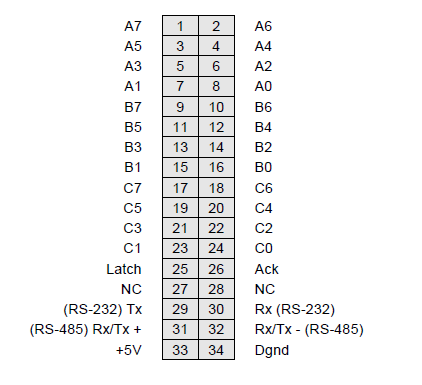 A7 1 2 A6
A5 3 4 A4
A3 5 6 A2
A1 7 8 A0
B7 9 10 B6
B5 11 12 B4
B3 13 14 B2
B1 15 16 B0
C7 17 18 C6
C5 19 20 C4
C3 21 22 C2
C1 23 24 C0
Latch 25 26 Ack
NC 27 28 NC
(RS-232) Tx 29 30 Rx (RS-232)
(RS-485) Rx/Tx + 31 32 Rx/Tx - (RS-485)
+5V 33 34 Dgnd